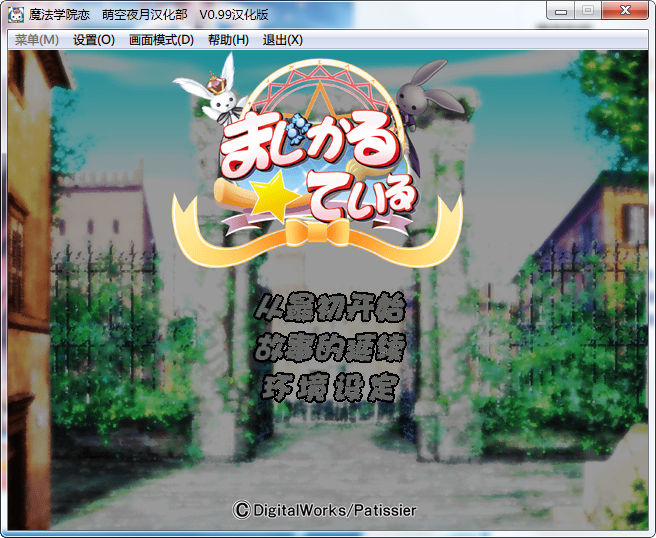 魔法学院恋 萌空夜月汉化部 V0.99汉化版
菜单(M) 设置(O) 画面模式(D) 帮助(H) 退出(X)
まじかる
ている
从最初开始
故事的延续
环境设定
©DigitalWorks/Patissier